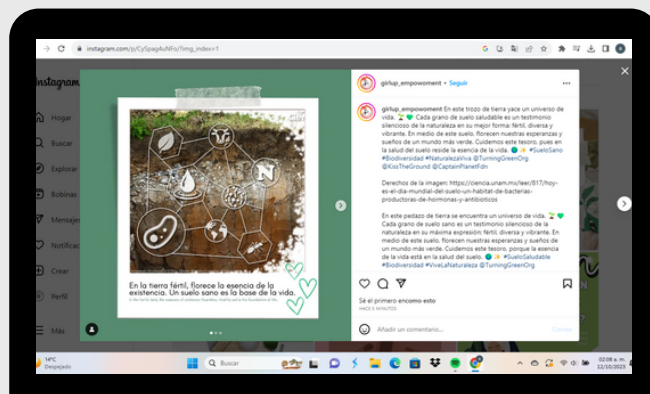 instagram.com/p/CySpag4uNFo/?img_index=1
Instagram
Hogar
Buscar
Explorar
Bobinas
Mensajes
Notificac
Crear
Perfil
Más
N
En la tierra fértil, florece la esencia de la
existencia. Un suelo sano es la base de la vida.
girlup_empowoment • Seguir
girlup_empowoment En este trozo de tierra yace un universo de
vida. Cada grano de suelo saludable es un testimonio
silencioso de la naturaleza en su mejor forma: fértil, diversa y
vibrante. En medio de este suelo, florecen nuestras esperanzas y
sueños de un mundo más verde. Cuidemos este tesoro, pues
en la salud del suelo reside la esencia de la vida. #SueloSano
#Biodiversidad #NaturalezaViva @TurningGreenOrg
@KissTheGround @CaptainPlanetFdn
Derechos de la imagen: https://ciencia.unam.mx/leer/817/hoy-
es-el-dia-mundial-del-suelo-un-habitat-de-bacterias-
productoras-de-hormonas-y-antibioticos
En este pedazo de tierra se encuentra un universo de vida.
Cada grano de suelo sano es un testimonio silencioso de la
naturaleza en su máxima expresión: fértil, diversa y vibrante. En
medio de este suelo, florecen nuestras esperanzas y sueños de
un mundo más verde. Cuidemos este tesoro, porque la esencia
de la vida está en la salud del suelo. #SueloSaludable
#Biodiversidad #ViveLaNaturaleza @TurningGreenOrg
Sé el primero encomo esto
HACE 5 MINUTOS
Añadir un comentario...
14°C
Despejado
Buscar
02:08 a. m.
12/10/2023